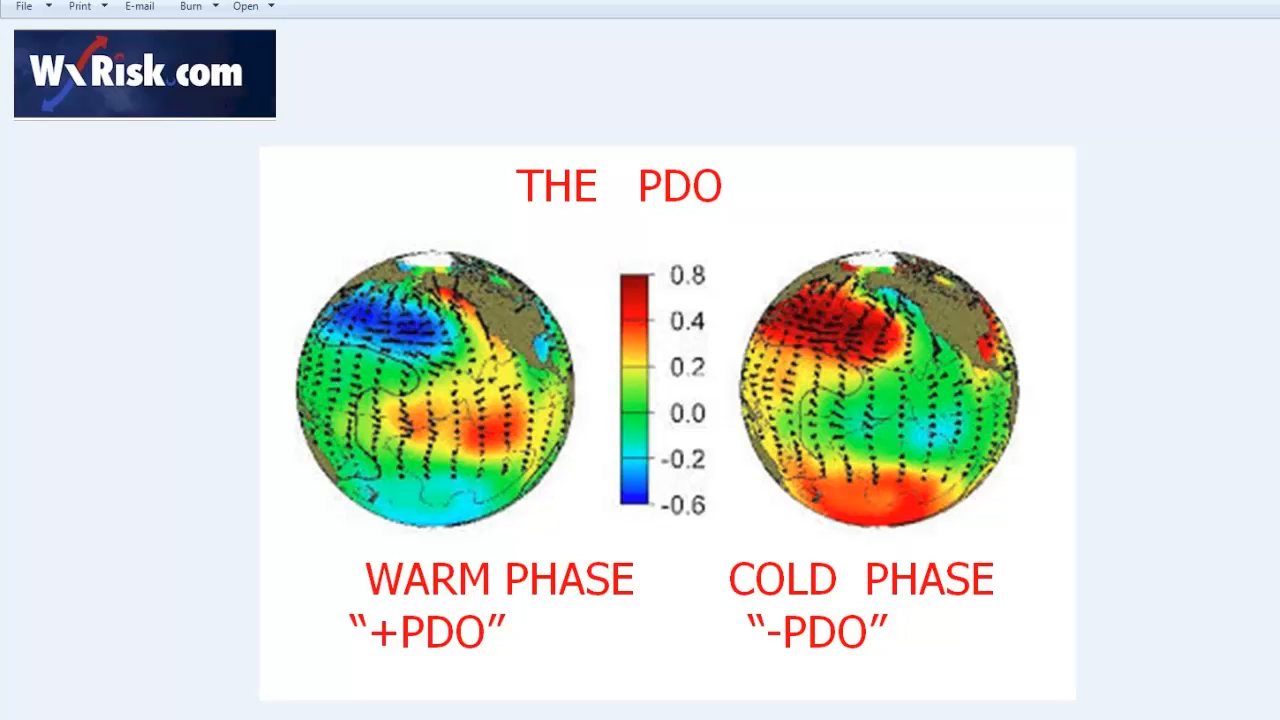 File Print E-mail Burn Open
WxRisk.com
THE PDO
0.8
0.4
0.2
0.0
-0.2
-0.6
WARM PHASE
“+PDO”
COLD PHASE
“-PDO”